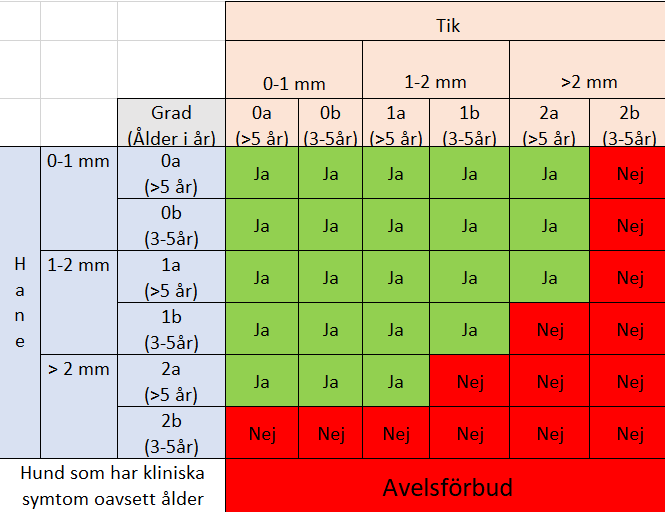 Tik
0-1 mm 1-2 mm >2 mm
Grad 0a 0b 1a 1b 2a 2b
(Ålder i år) (>5 år) (3-5år) (>5 år) (3-5år) (>5 år) (3-5år)
Hane
0-1 mm 0a (>5 år) Ja Ja Ja Ja Ja Nej
0b (3-5år) Ja Ja Ja Ja Ja Nej
1-2 mm 1a (>5 år) Ja Ja Ja Ja Ja Nej
1b (3-5år) Ja Ja Ja Ja Nej Nej
> 2 mm 2a (>5 år) Ja Ja Ja Nej Nej Nej
2b (3-5år) Nej Nej Nej Nej Nej Nej
Hund som har kliniska
symtom oavsett ålder
Avelsförbud